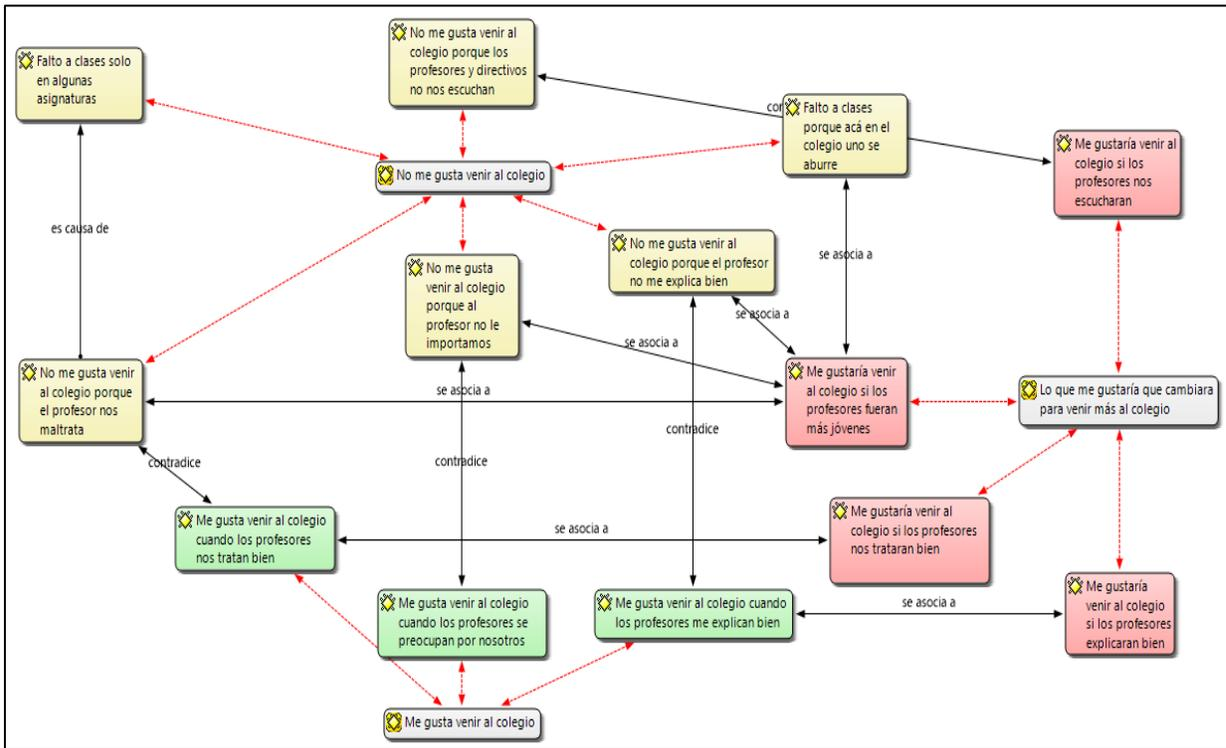 No me gusta venir al
colegio porque los
profesores y directivos
no nos escuchan
Falto a clases solo
en algunas
asignaturas
Falto a clases
porque acá en el
colegio uno se
aburre
Me gustaría venir al
colegio si los
profesores nos
escucharan
No me gusta venir al colegio
es causa de
No me gusta venir al
colegio porque el profesor
no me explica bien
se asocia a
No me gusta
venir al colegio
porque al
profesor no le
importamos
se asocia a
se asocia a
No me gusta venir
al colegio porque
el profesor nos
maltrata
se asocia a
Me gustaría venir
al colegio si los
profesores fueran
más jóvenes
Lo que me gustaría que cambiara
para venir más al colegio
contradice
contradice
contradice
Me gusta venir al colegio
cuando los profesores
nos tratan bien
se asocia a
Me gustaría venir al
colegio si los profesores
nos trataran bien
Me gusta venir al colegio
cuando los profesores se
preocupan por nosotros
Me gusta venir al colegio cuando
los profesores me explican bien
se asocia a
Me gustaría
venir al colegio
si los profesores
explicaran bien
Me gusta venir al colegio